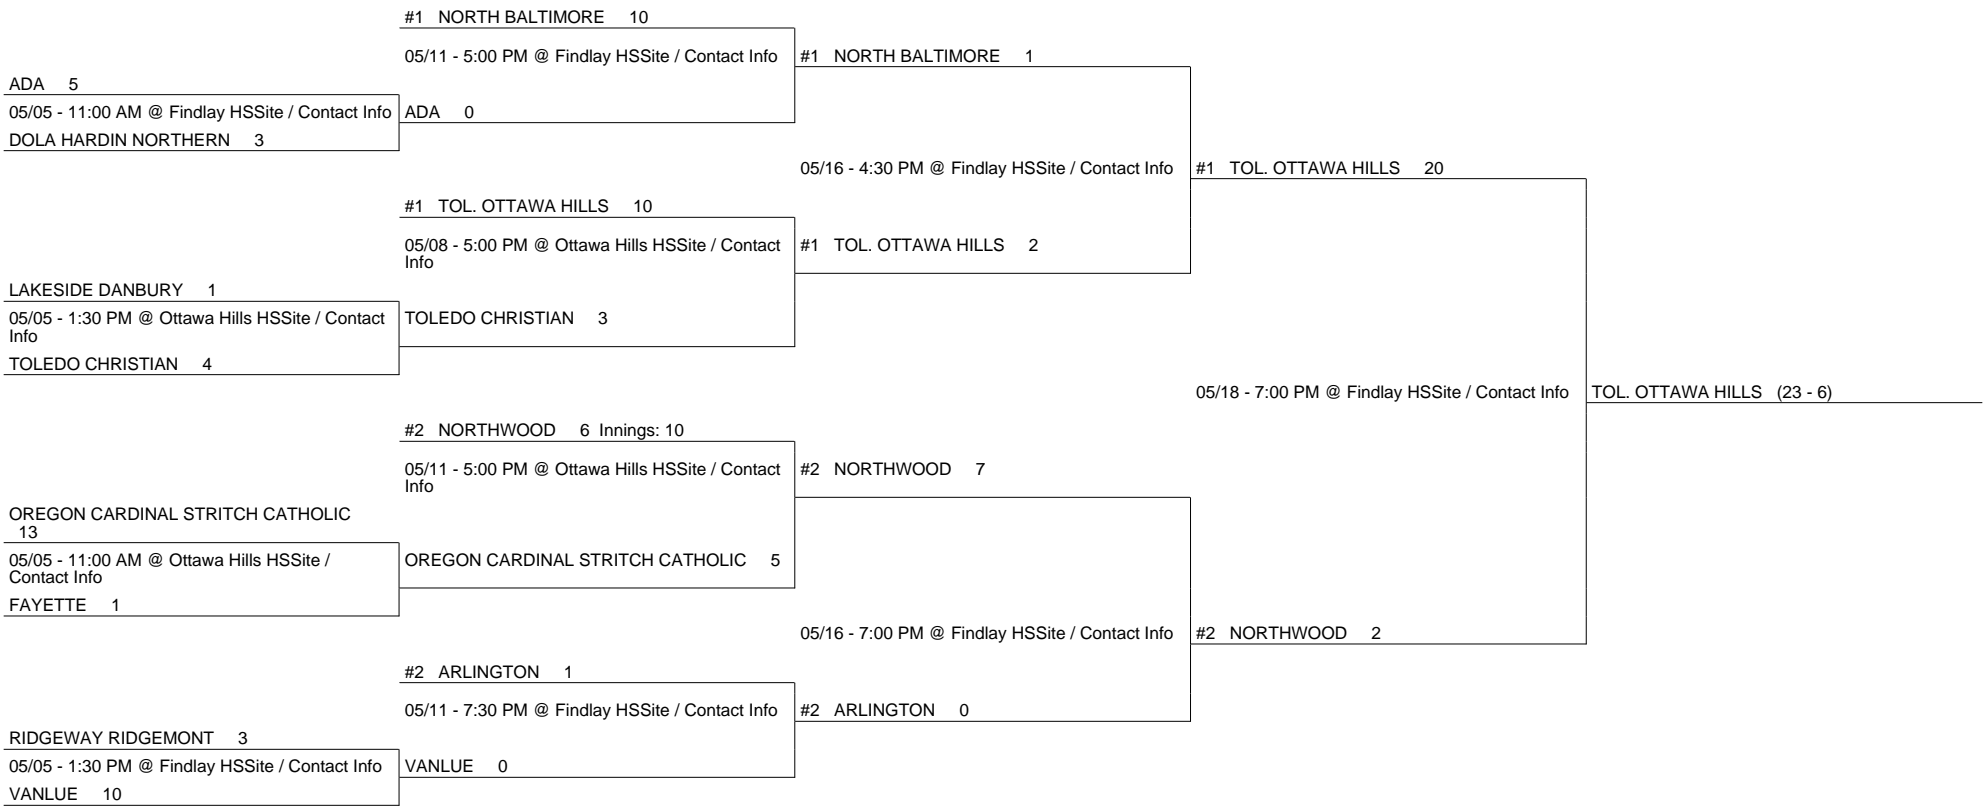 #1 NORTH BALTIMORE 10
05/11 - 5:00 PM @ Findlay HSSite / Contact Info
#1 NORTH BALTIMORE 1
ADA 5
05/05 - 11:00 AM @ Findlay HSSite / Contact Info
ADA 0
DOLA HARDIN NORTHERN 3
05/16 - 4:30 PM @ Findlay HSSite / Contact Info
#1 TOL. OTTAWA HILLS 20
#1 TOL. OTTAWA HILLS 10
05/08 - 5:00 PM @ Ottawa Hills HSSite / Contact
Info
#1 TOL. OTTAWA HILLS 2
LAKESIDE DANBURY 1
05/05 - 1:30 PM @ Ottawa Hills HSSite / Contact
Info
TOLEDO CHRISTIAN 3
TOLEDO CHRISTIAN 4
05/18 - 7:00 PM @ Findlay HSSite / Contact Info
TOL. OTTAWA HILLS (23 - 6)
#2 NORTHWOOD 6 Innings: 10
05/11 - 5:00 PM @ Ottawa Hills HSSite / Contact
Info
#2 NORTHWOOD 7
OREGON CARDINAL STRITCH CATHOLIC
13
05/05 - 11:00 AM @ Ottawa Hills HSSite /
Contact Info
OREGON CARDINAL STRITCH CATHOLIC 5
FAYETTE 1
05/16 - 7:00 PM @ Findlay HSSite / Contact Info
#2 NORTHWOOD 2
#2 ARLINGTON 1
05/11 - 7:30 PM @ Findlay HSSite / Contact Info
#2 ARLINGTON 0
RIDGEWAY RIDGEMONT 3
05/05 - 1:30 PM @ Findlay HSSite / Contact Info
VANLUE 0
VANLUE 10